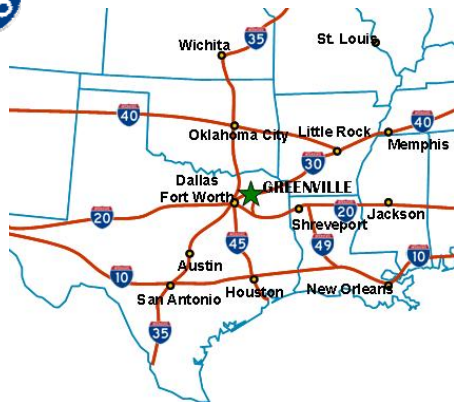 Wichita
35
St. Louis
40
Oklahoma City
Little Rock
40
Memphis
30
Dallas
Fort Worth
GREENVILLE
20
Shreveport
20
Jackson
45
49
Austin
10
10
San Antonio
Houston
New Orlans
35